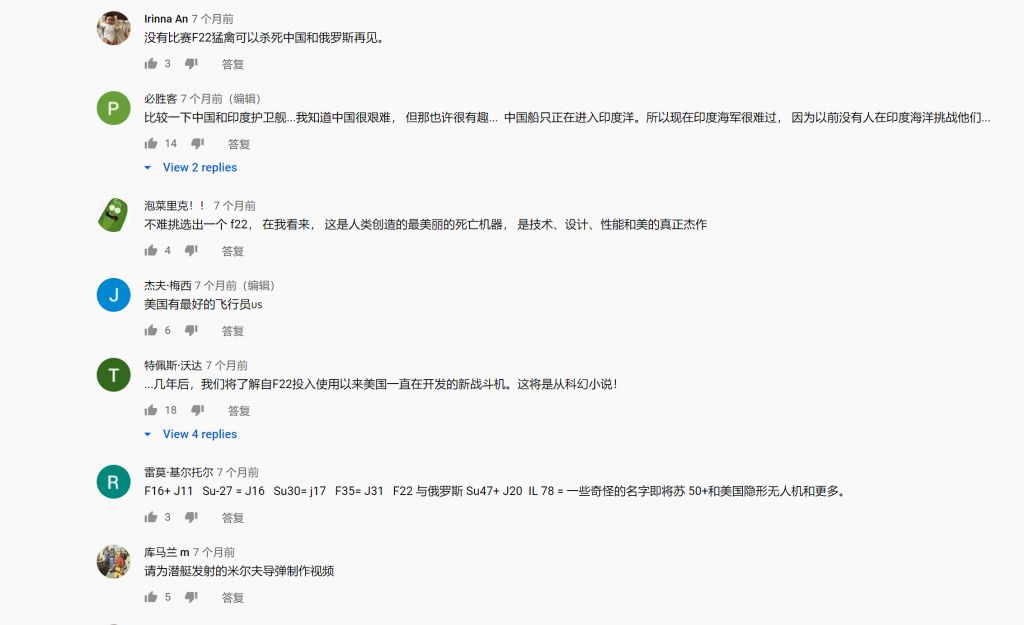 Irinna An 7 个月前
没有比赛F22猛禽可以杀死中国和俄罗斯再见。
3 答复
P
必胜客 7 个月前（编辑）
比较一下中国和印度护卫舰...我知道中国很艰难， 但那也许很有趣... 中国船只正在进入印度洋。所以现在印度海军很难过， 因为以前没有人在印度海洋挑战他们...
14 答复
View 2 replies
泡菜里克！！ 7 个月前
不难挑选出一个 f22， 在我看来， 这是人类创造的最美丽的死亡机器， 是技术、设计、性能和美的真正杰作
4 答复
J
杰夫·梅西 7 个月前（编辑）
美国有最好的飞行员us
6 答复
T
特佩斯·沃达 7 个月前
...几年后，我们将了解自F22投入使用以来美国一直在开发的新战斗机。这将是从科幻小说！
18 答复
View 4 replies
R
雷莫·基尔托尔 7 个月前
F16+ J11 Su-27 = J16 Su30= j17 F35= J31 F22 与俄罗斯 Su47+ J20 IL 78 = 一些奇怪的名字即将苏 50+和美国隐形无人机和更多。
3 答复
库马兰 m 7 个月前
请为潜艇发射的米尔夫导弹制作视频
5 答复